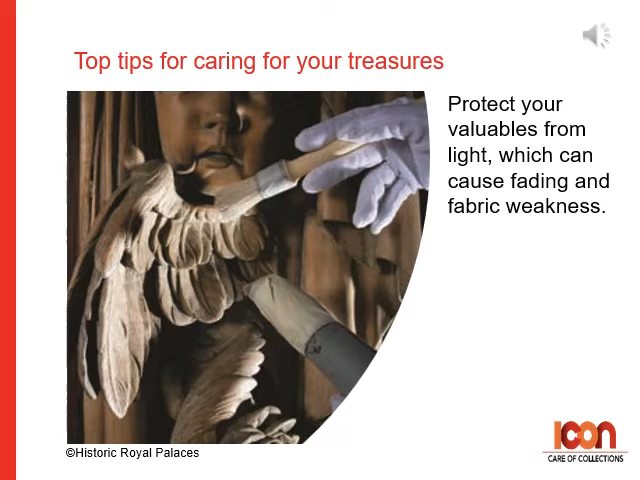 Top tips for caring for your treasures
Protect your
valuables from
light, which can
cause fading and
fabric weakness.
©Historic Royal Palaces
icon
CARE OF COLLECTIONS